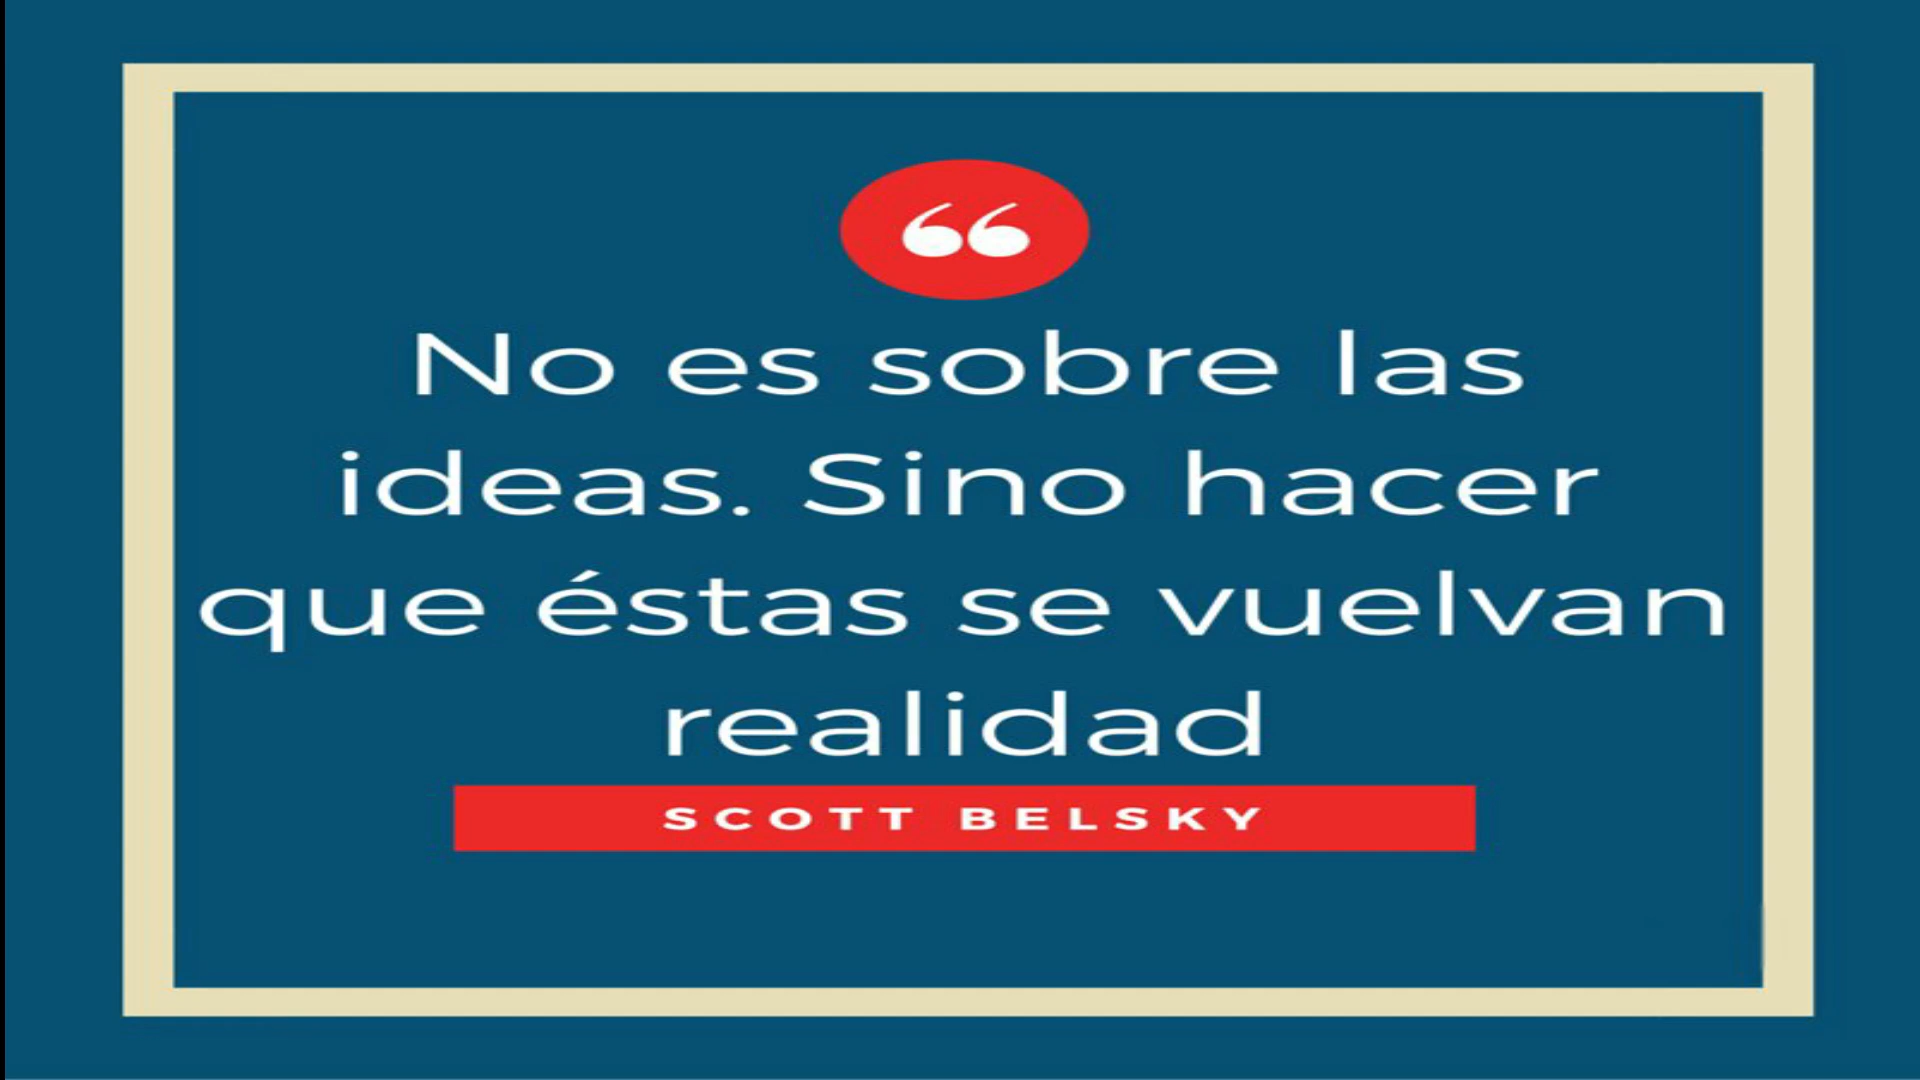 “
No es sobre las
ideas. Sino hacer
que éstas se vuelvan
realidad
SCOTT BELSKY